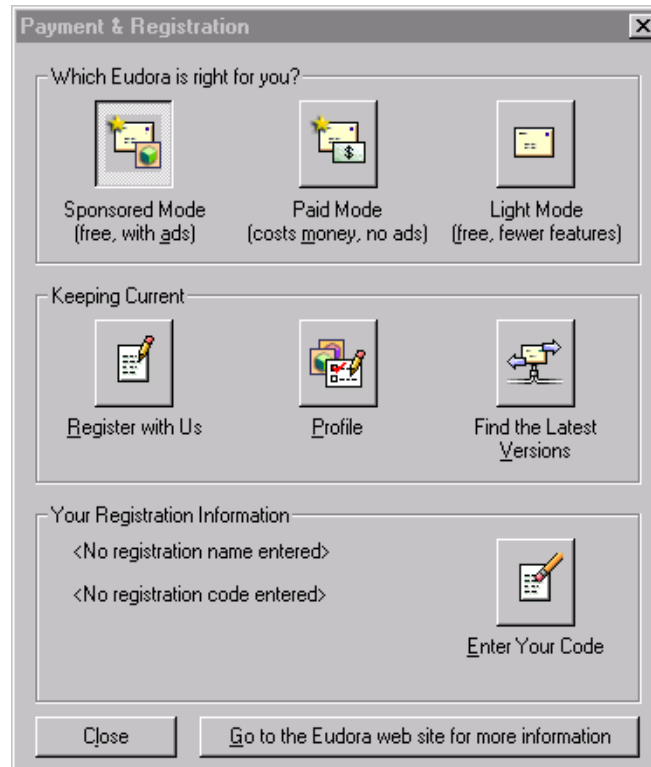 Payment & Registration
Which Eudora is right for you?
Sponsored Mode
(free, with ads)
Paid Mode
(costs money, no ads)
Light Mode
(free, fewer features)
Keeping Current
Register with Us
Profile
Find the Latest
Versions
Your Registration Information
<No registration name entered>
<No registration code entered>
Enter Your Code
Close
Go to the Eudora web site for more information